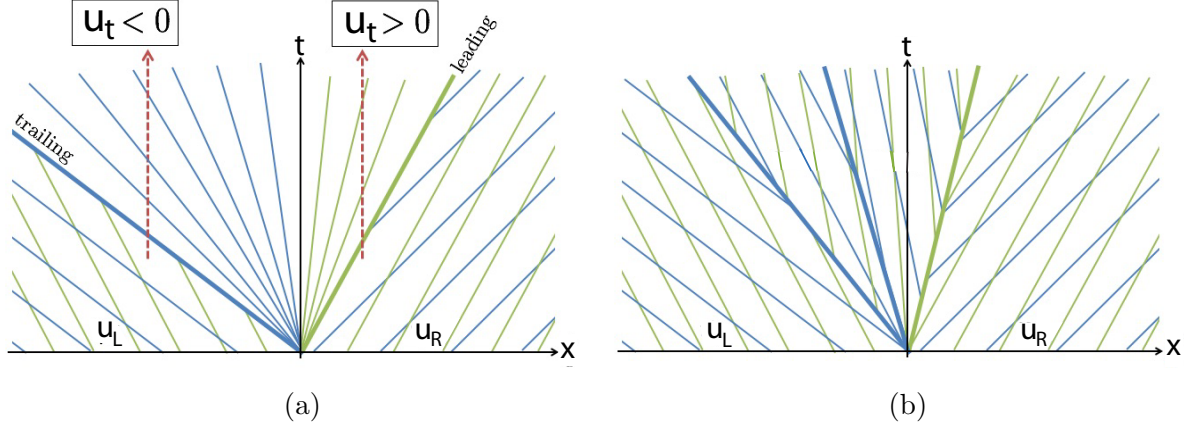 u_t < 0
u_t > 0
t
leading
trailing
u_L
u_R
x
(a)
t
u_L
u_R
x
(b)